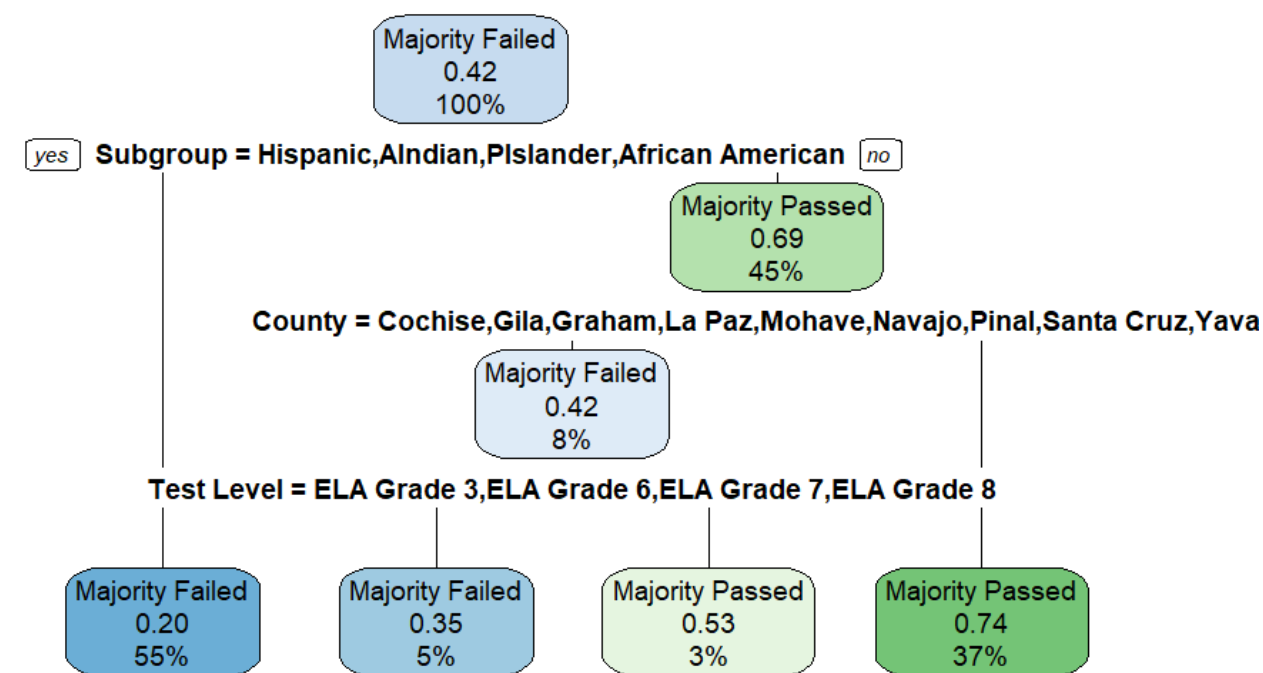 Majority Failed
0.42
100%
yes Subgroup = Hispanic,AIndian,PIslander,African American no
Majority Passed
0.69
45%
County = Cochise,Gila,Graham,La Paz,Mohave,Navajo,Pinal,Santa Cruz,Yava
Majority Failed
0.42
8%
Test Level = ELA Grade 3,ELA Grade 6,ELA Grade 7,ELA Grade 8
Majority Failed
0.20
55%
Majority Failed
0.35
5%
Majority Passed
0.53
3%
Majority Passed
0.74
37%